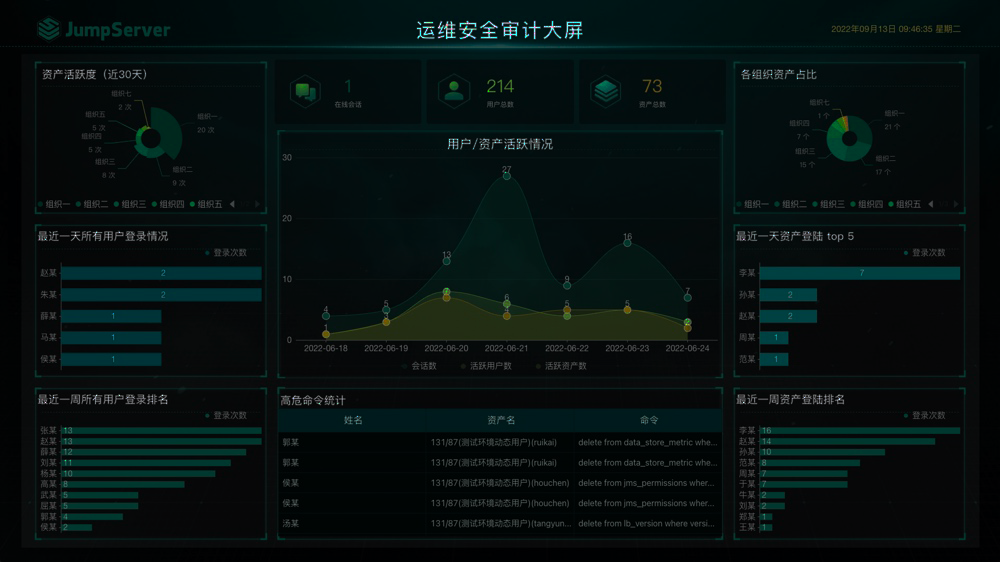 JumpServer
运维安全审计大屏
2022年09月13日 09:46:35 星期二
资产活跃度（近30天）
组织七
2 次
组织一...
20 次
组织五
5 次
组织四
5 次
组织三
8 次
组织二
9 次
组织一 组织二 组织三 组织四 组织五
1
在线会话
214
用户总数
73
资产总数
各组织资产占比
组织七
1 个
组织一
21 个
组织四
7 个
组织三
15 个
组织二
17 个
组织一 组织二 组织三 组织四 组织五
用户/资产活跃情况
30
20
10
0
4 5 13 27 9 16 7
1 3 7 6 5 5 2
2022-06-18 2022-06-19 2022-06-20 2022-06-21 2022-06-22 2022-06-23 2022-06-24
会话数 活跃用户数 活跃资产数
最近一天所有用户登录情况
登录次数
赵某 2
朱某 2
薛某 1
马某 1
侯某 1
最近一天资产登陆 top 5
登录次数
李某 7
孙某 2
赵某 2
周某 1
范某 1
最近一周所有用户登录排名
登录次数
张某 13
赵某 13
薛某 12
刘某 11
杨某 10
高某 8
武某 5
屈某 5
郭某 4
侯某 2
高危命令统计
姓名 资产名 命令
郭某 131/87(测试环境动态用户)(ruikai) delete from data_store_metric whe...
郭某 131/87(测试环境动态用户)(ruikai) delete from data_store_metric whe...
侯某 131/87(测试环境动态用户)(houchen) delete from jms_permissions wher...
侯某 131/87(测试环境动态用户)(houchen) delete from jms_permissions wher...
汤某 131/87(测试环境动态用户)(tangyun... delete from lb_version where versi...
最近一周资产登陆排名
登录次数
李某 16
赵某 14
孙某 10
范某 8
周某 7
于某 7
牛某 2
刘某 2
郑某 1
王某 1